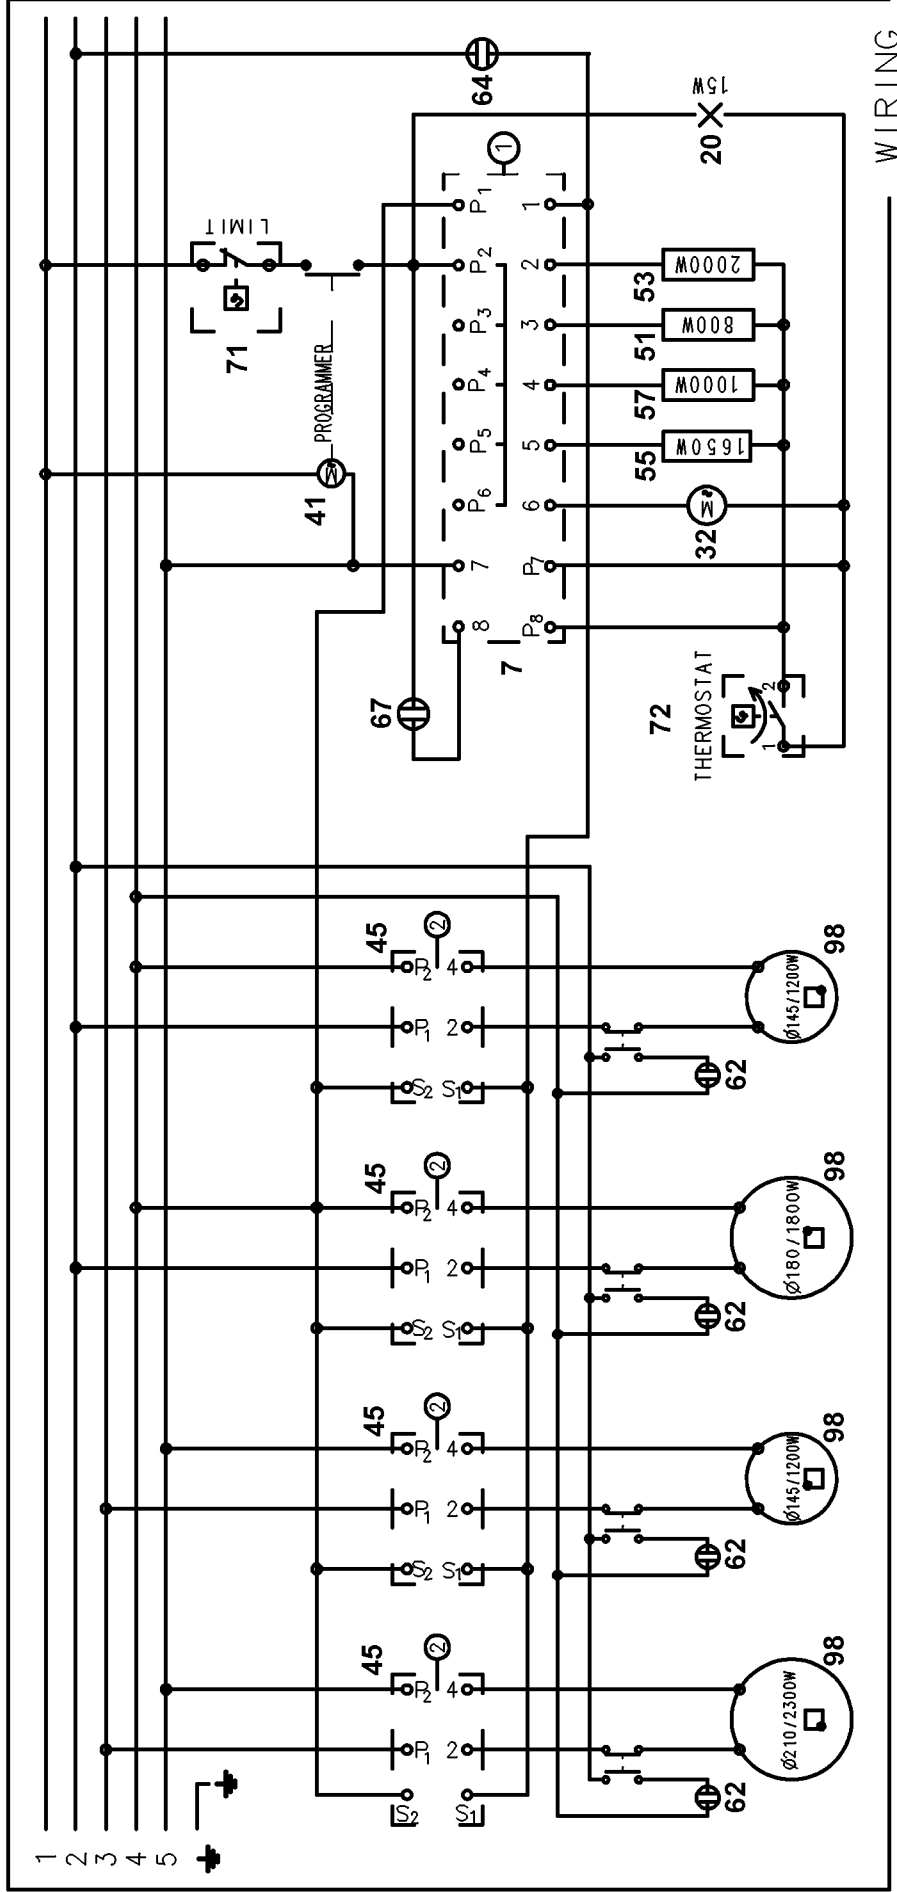 WIRING
1
2
3
4
5
LIMIT
71
PROGRAMMER
M
41
64
15W
20
1
P1
P2
P3
P4
P5
P6
7
8
1
2
3
4
5
6
P7
P8
7
67
2000W
53
800W
51
1000W
57
1650W
55
M
32
72
THERMOSTAT
1
2
45
2
P2 4
P1 2
S2 S1
62
Ø145/1200W
98
45
2
P2 4
P1 2
S2 S1
62
Ø180/1800W
98
45
2
P2 4
P1 2
S2 S1
62
Ø145/1200W
98
45
2
P2 4
P1 2
S2 S1
62
Ø210/2300W
98